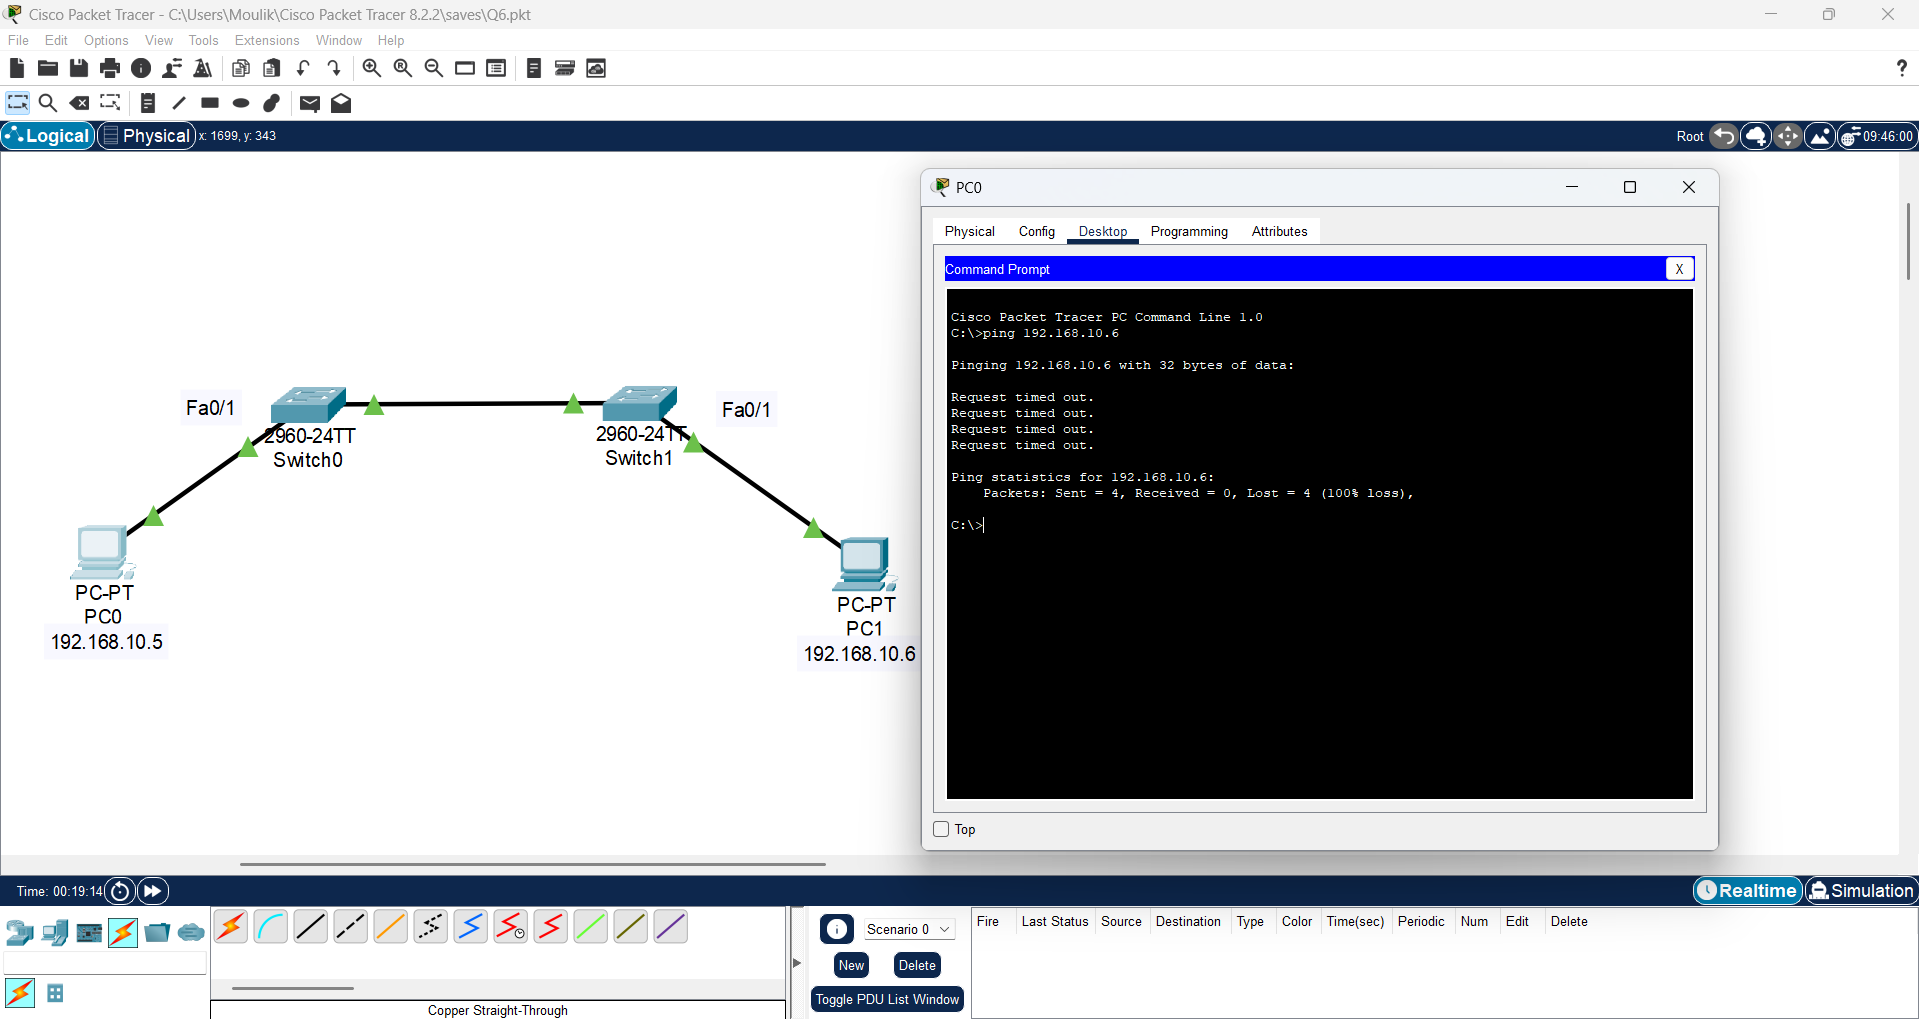 Cisco Packet Tracer - C:\Users\Moulik\Cisco Packet Tracer 8.2.2\saves\Q6.pkt
File Edit Options View Tools Extensions Window Help
?
Logical Physical x: 1699, y: 343 Root 09:46:00
PC0
Physical Config Desktop Programming Attributes
Command Prompt X
Cisco Packet Tracer PC Command Line 1.0
C:\>ping 192.168.10.6
Pinging 192.168.10.6 with 32 bytes of data:
Request timed out.
Request timed out.
Request timed out.
Request timed out.
Ping statistics for 192.168.10.6:
Packets: Sent = 4, Received = 0, Lost = 4 (100% loss),
C:\>
Top
Fa0/1
2960-24TT
Switch0
2960-24TT
Switch1
Fa0/1
PC-PT
PC0
192.168.10.5
PC-PT
PC1
192.168.10.6
Time: 00:19:14 Realtime Simulation
Scenario 0
New Delete
Toggle PDU List Window
Fire Last Status Source Destination Type Color Time(sec) Periodic Num Edit Delete
Copper Straight-Through